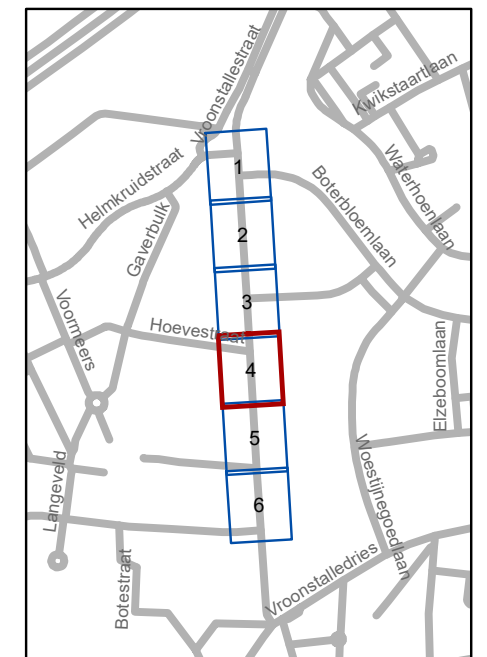 Vroonstallestraat
Kwikstaartlaan
Helmkruidstraat
1
Boterbloemlaan
Waterhoenlaan
Gaverbulk
2
Voormeers
3
Hoevestraat
4
Elzeboomlaan
5
Woestijnegoedlaan
Langeveld
6
Botestraat
Vroonstalledries